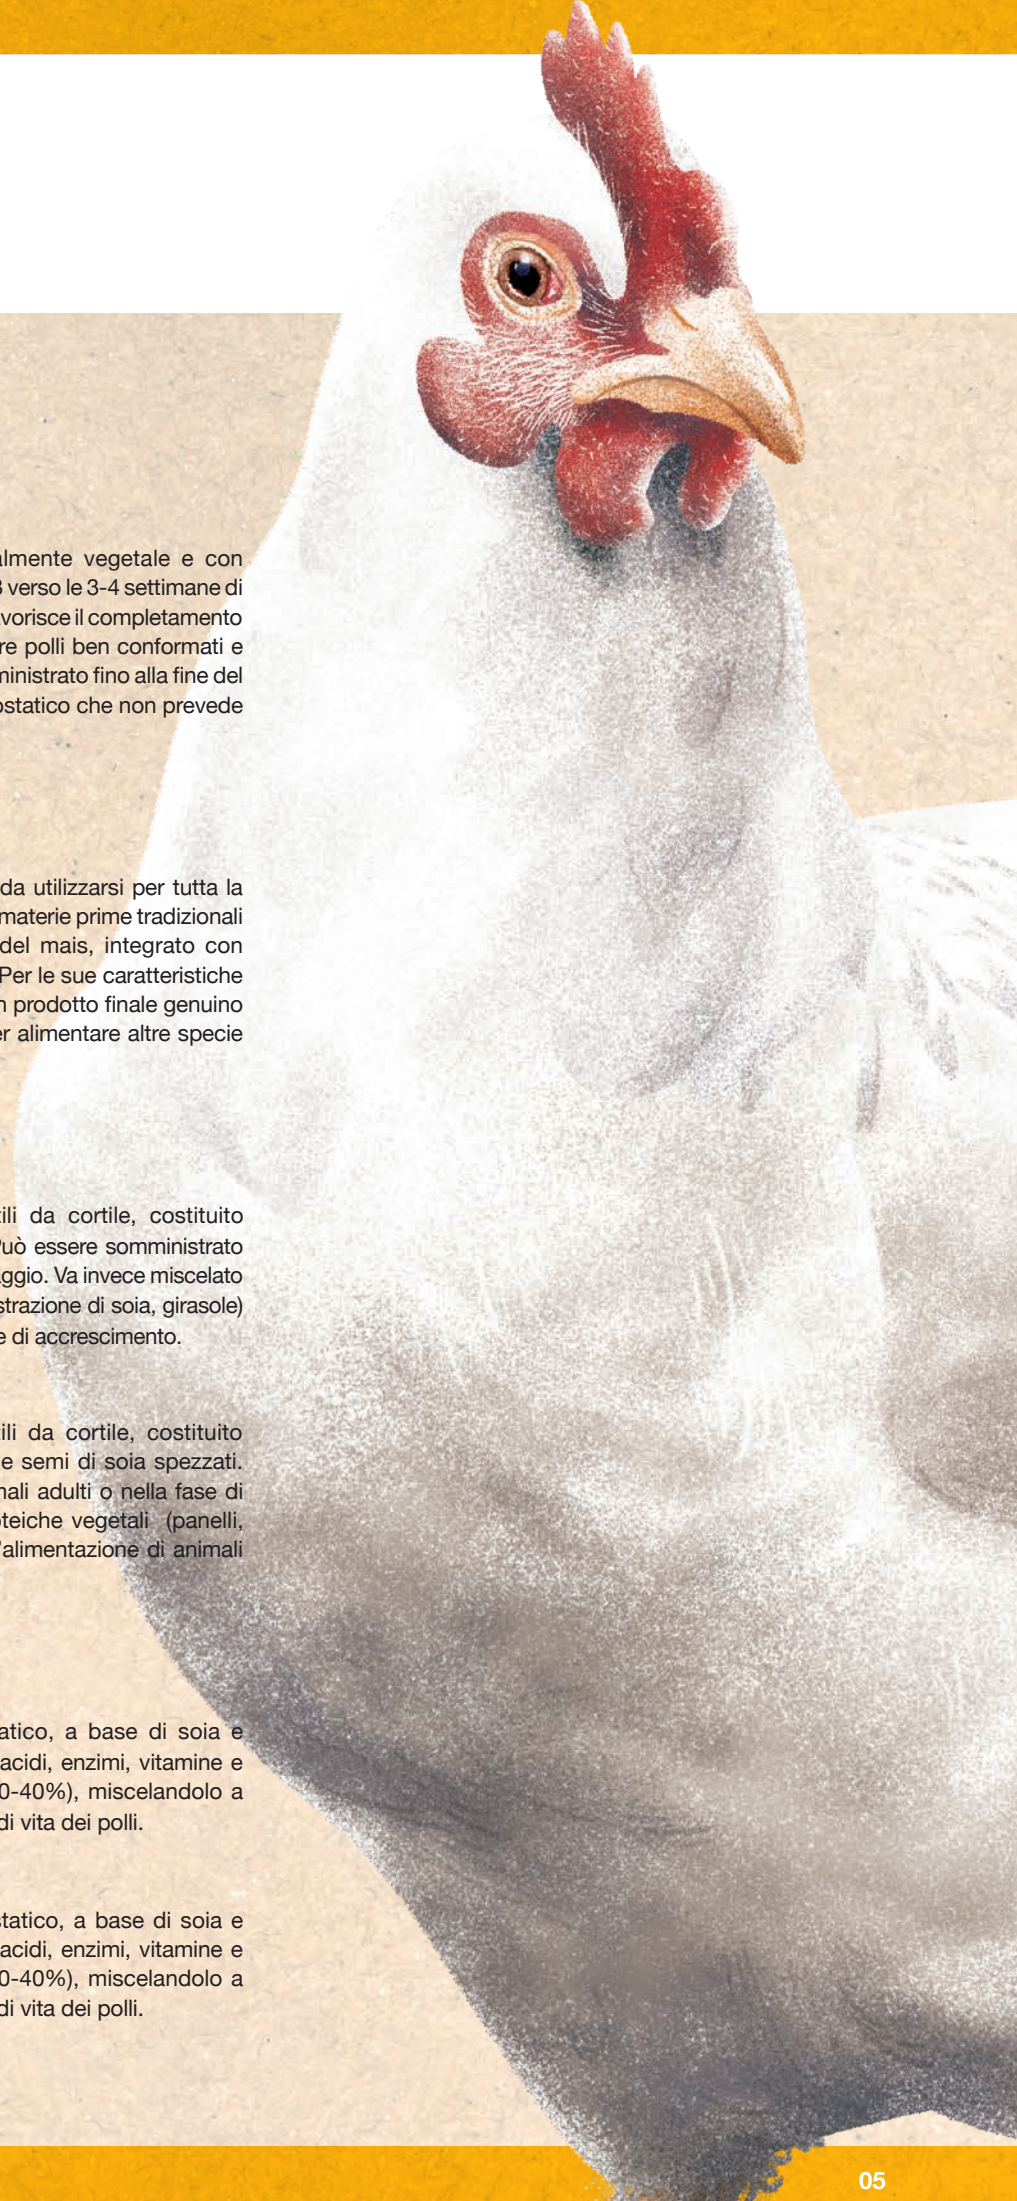 almente vegetale e con
verso le 3-4 settimane di
vorisce il completamento
re polli ben conformati e
ministrato fino alla fine del
ostatico che non prevede
da utilizzarsi per tutta la
materie prime tradizionali
del mais, integrato con
Per le sue caratteristiche
n prodotto finale genuino
er alimentare altre specie
ili da cortile, costituito
Può essere somministrato
aggio. Va invece miscelato
strazione di soia, girasole)
e di accrescimento.
ili da cortile, costituito
e semi di soia spezzati.
mali adulti o nella fase di
oteiche vegetali (panelli,
l'alimentazione di animali
atico, a base di soia e
acidi, enzimi, vitamine e
0-40%), miscelandolo a
di vita dei polli.
statico, a base di soia e
acidi, enzimi, vitamine e
0-40%), miscelandolo a
di vita dei polli.
05